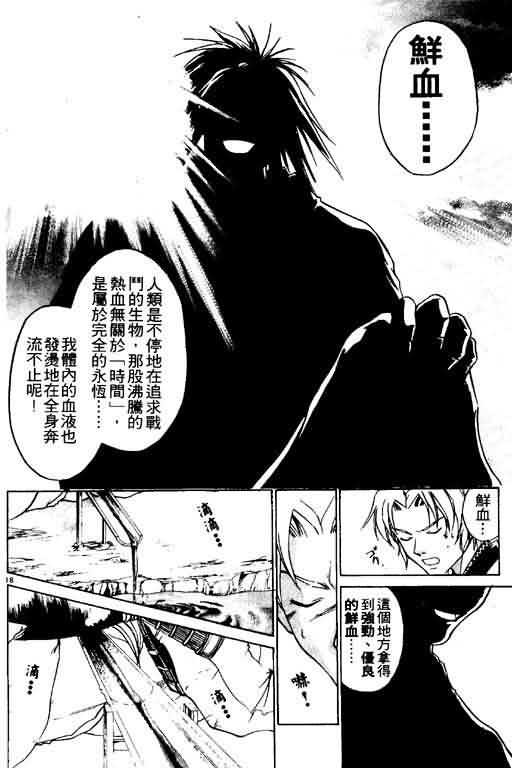 鮮血……
人類是不停地在追求戰
鬥的生物，那股沸騰的
熱血無關於「時間」，
是屬於完全的永恆……
我體內的血液也
發燙地在全身奔
流不止呢！
鮮血…
這個地方拿得
到強勁、優良
的鮮血…
嚇！
滴…
滴…
滴…
滴…
18